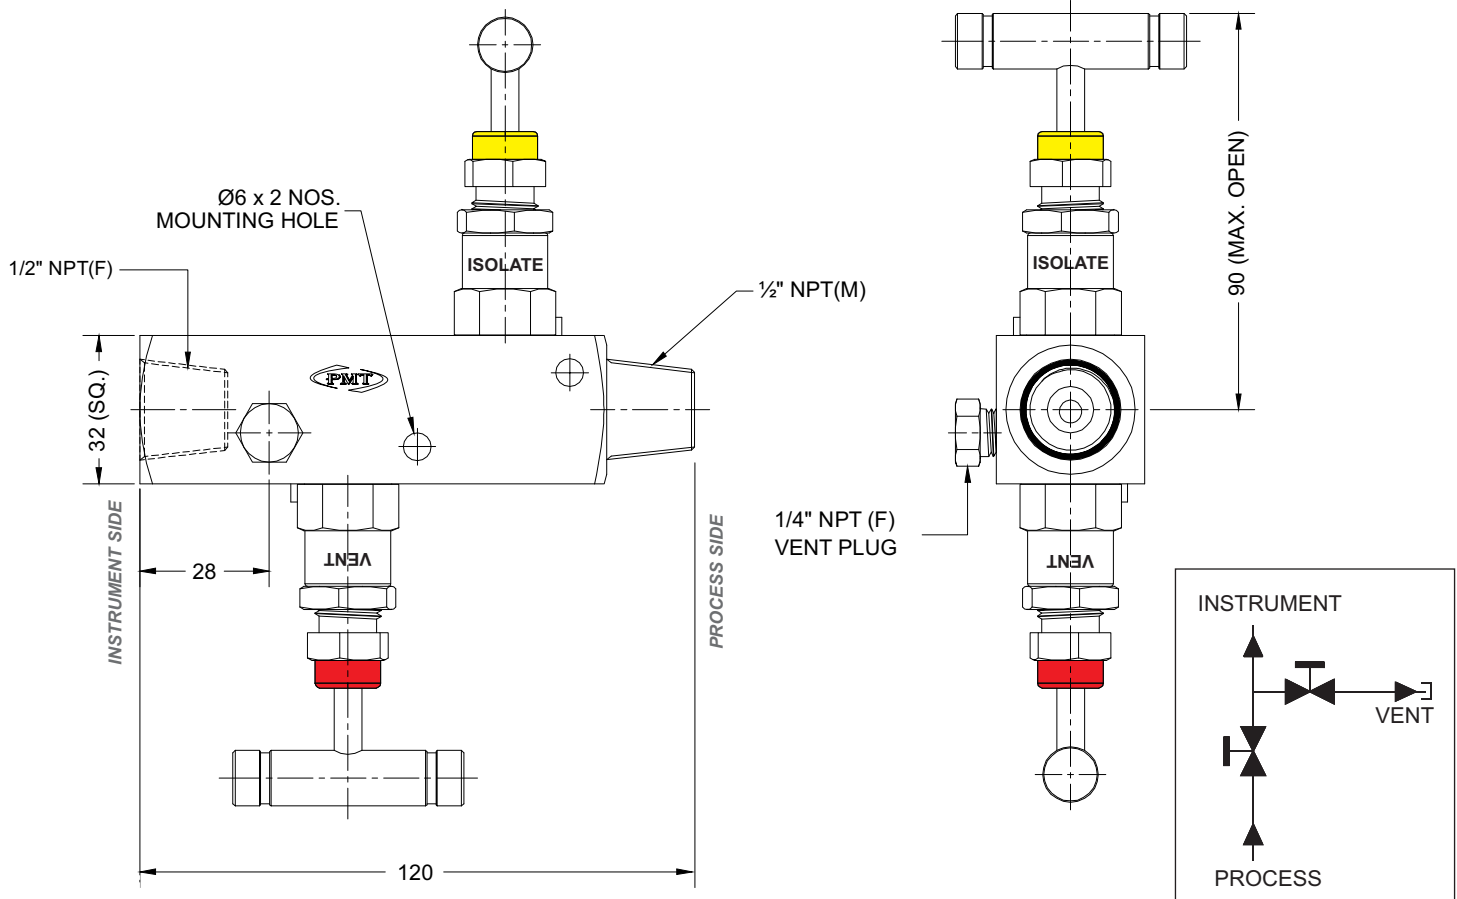 Ø6 x 2 NOS.
MOUNTING HOLE
1/2" NPT(F)
ISOLATE
½" NPT(M)
PMT
32 (SQ.)
INSTRUMENT SIDE
28
VENT
PROCESS SIDE
120
ISOLATE
90 (MAX. OPEN)
1/4" NPT (F)
VENT PLUG
VENT
INSTRUMENT
VENT
PROCESS